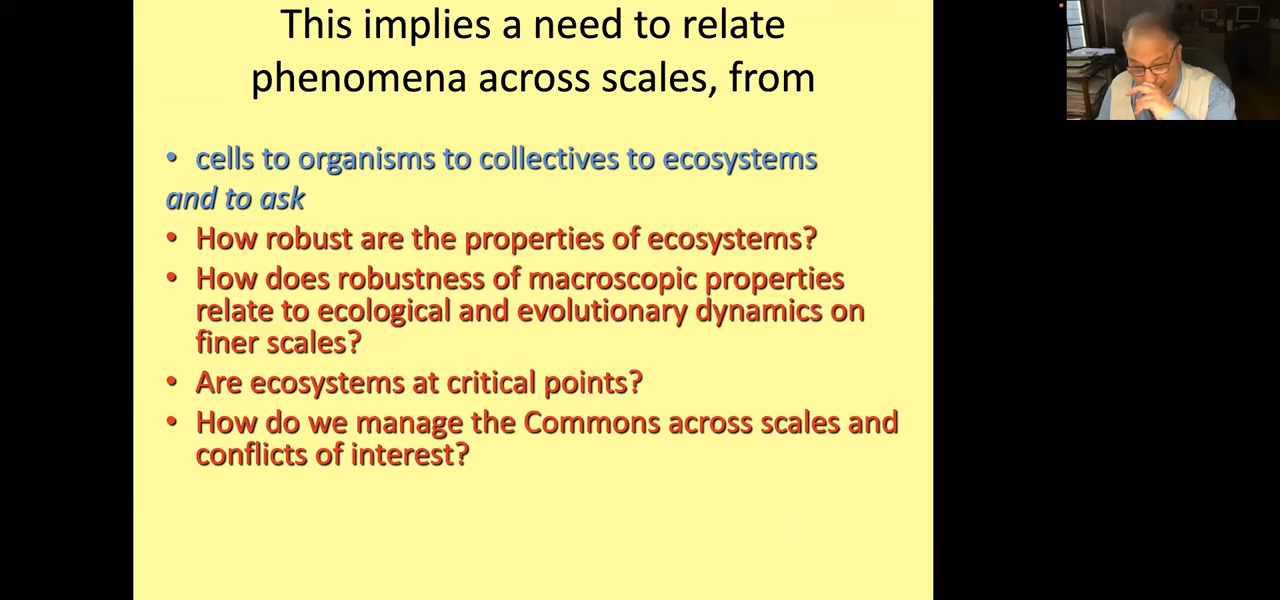 This implies a need to relate
phenomena across scales, from
• cells to organisms to collectives to ecosystems
and to ask
• How robust are the properties of ecosystems?
• How does robustness of macroscopic properties
relate to ecological and evolutionary dynamics on
finer scales?
• Are ecosystems at critical points?
• How do we manage the Commons across scales and
conflicts of interest?